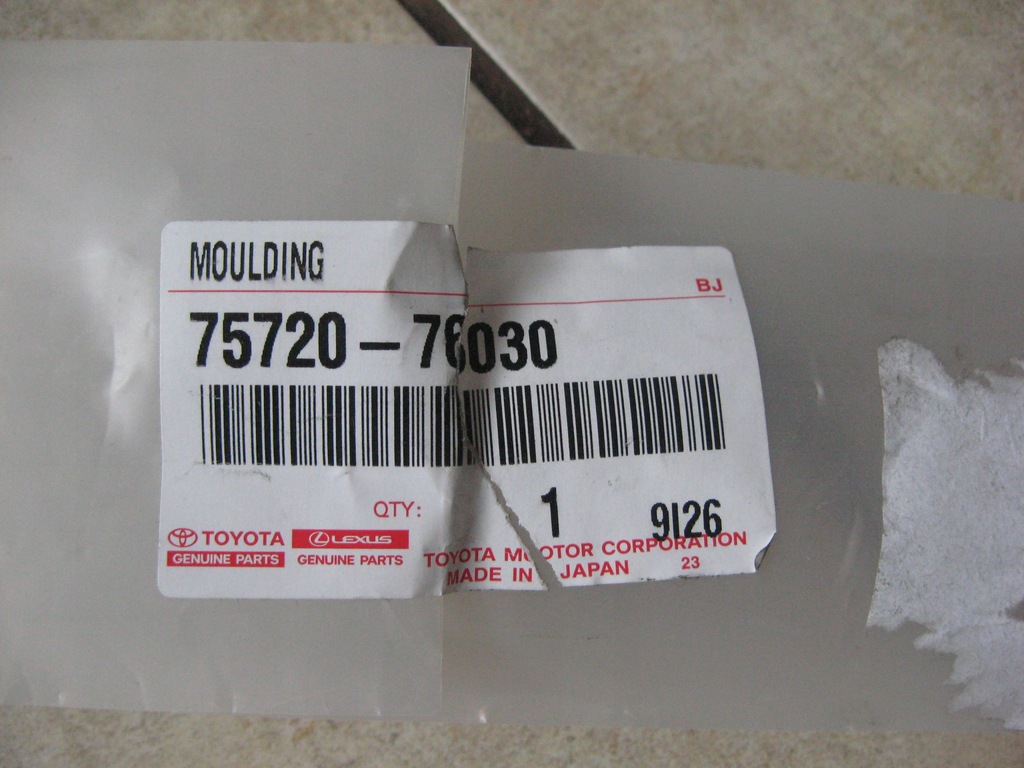 MOULDING
BJ
75720-76030
QTY: 1 9I26
TOYOTA LEXUS
GENUINE PARTS GENUINE PARTS
TOYOTA MOTOR CORPORATION
MADE IN JAPAN 23